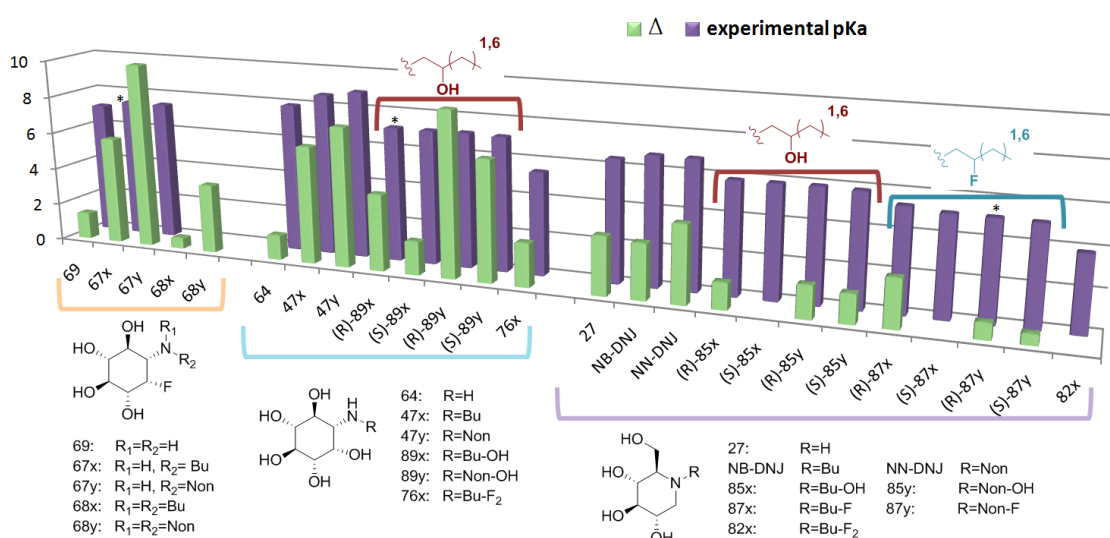 Δ experimental pKa
10
8
6
4
2
0
*
*
*
1,6
OH
1,6
OH
1,6
F
69
67x
67y
68x
68y
64
47x
47y
(R)-89x
(S)-89x
(R)-89y
(S)-89y
76x
27
NB-DNJ
NN-DNJ
(R)-85x
(S)-85x
(R)-85y
(S)-85y
(R)-87x
(S)-87x
(R)-87y
(S)-87y
82x
OH R1
HO N R2
HO F
OH
69: R1=R2=H
67x: R1=H, R2= Bu
67y: R1=H, R2=Non
68x: R1=R2=Bu
68y: R1=R2=Non
OH H
HO N R
HO OH
OH
64: R=H
47x: R=Bu
47y: R=Non
89x: R=Bu-OH
89y: R=Non-OH
76x: R=Bu-F2
HO
HO N R
HO
OH
27: R=H
NB-DNJ R=Bu NN-DNJ R=Non
85x: R=Bu-OH 85y: R=Non-OH
87x: R=Bu-F 87y: R=Non-F
82x: R=Bu-F2